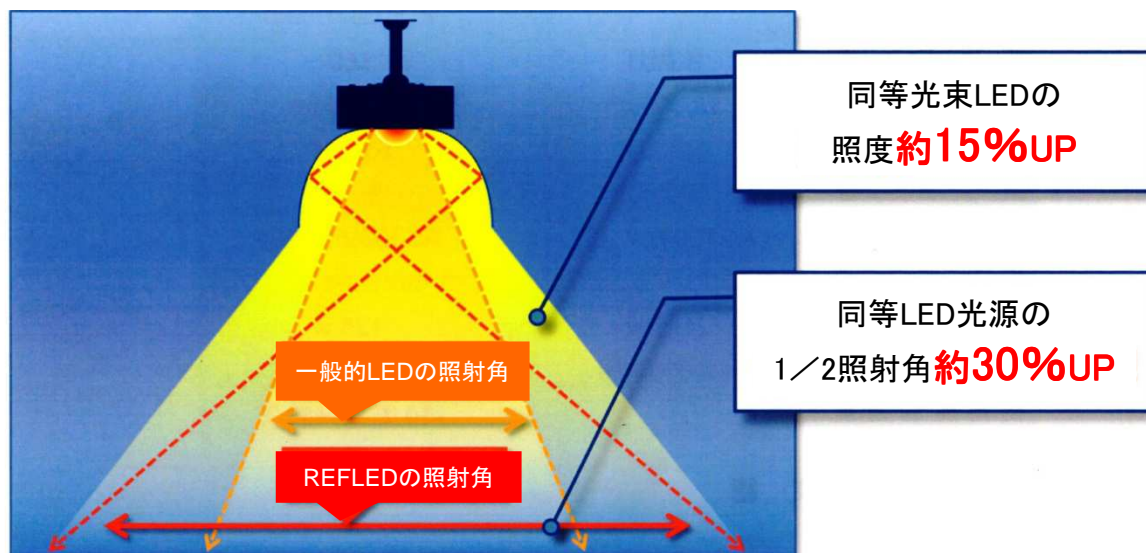 同等光束LEDの
照度約15%UP
同等LED光源の
1／2照射角約30%UP
一般的LEDの照射角
REFLEDの照射角